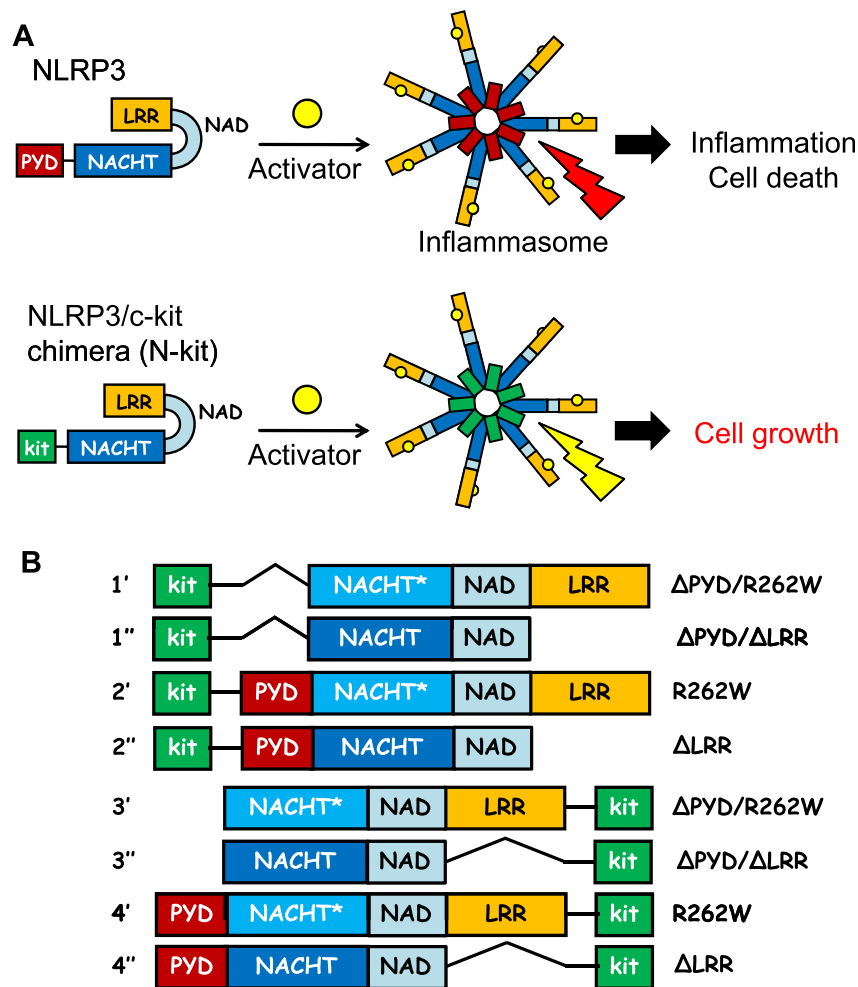 A
NLRP3
LRR
NAD
PYD NACHT
Activator
Inflammasome
Inflammation
Cell death
NLRP3/c-kit
chimera (N-kit)
LRR
NAD
kit NACHT
Activator
Cell growth
B
1' kit NACHT* NAD LRR ΔPYD/R262W
1'' kit NACHT NAD ΔPYD/ΔLRR
2' kit PYD NACHT* NAD LRR R262W
2'' kit PYD NACHT NAD ΔLRR
3' NACHT* NAD LRR kit ΔPYD/R262W
3'' NACHT NAD kit ΔPYD/ΔLRR
4' PYD NACHT* NAD LRR kit R262W
4'' PYD NACHT NAD kit ΔLRR